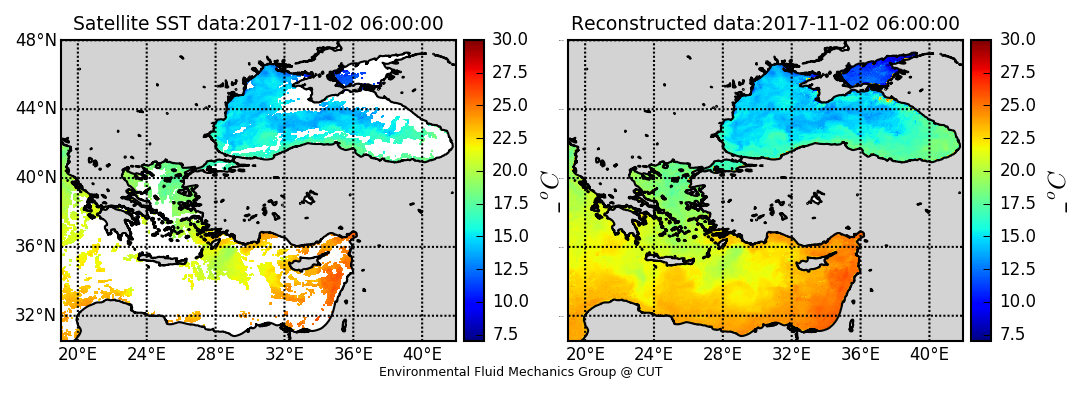 Satellite SST data:2017-11-02 06:00:00
Reconstructed data:2017-11-02 06:00:00
48°N
44°N
40°N
36°N
32°N
20°E 24°E 28°E 32°E 36°E 40°E
30.0
27.5
25.0
22.5
20.0
17.5
15.0
12.5
10.0
7.5
°C
20°E 24°E 28°E 32°E 36°E 40°E
30.0
27.5
25.0
22.5
20.0
17.5
15.0
12.5
10.0
7.5
°C
Environmental Fluid Mechanics Group @ CUT